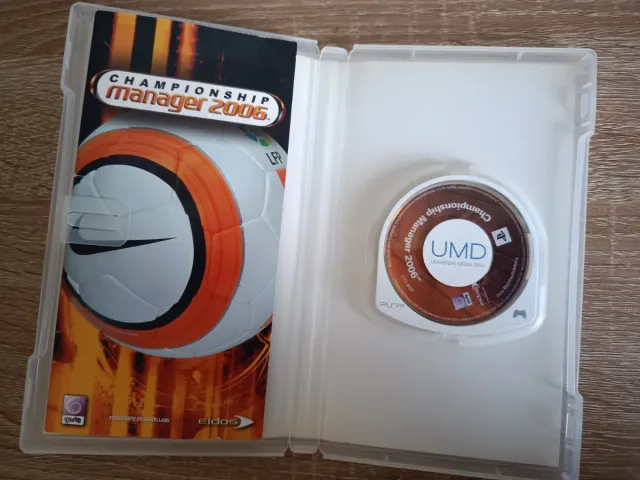 CHAMPIONSHIP
manager 2006
LFP
eidos
Championship Manager 2006
UMD
UNIVERSAL MEDIA DISC
PSP